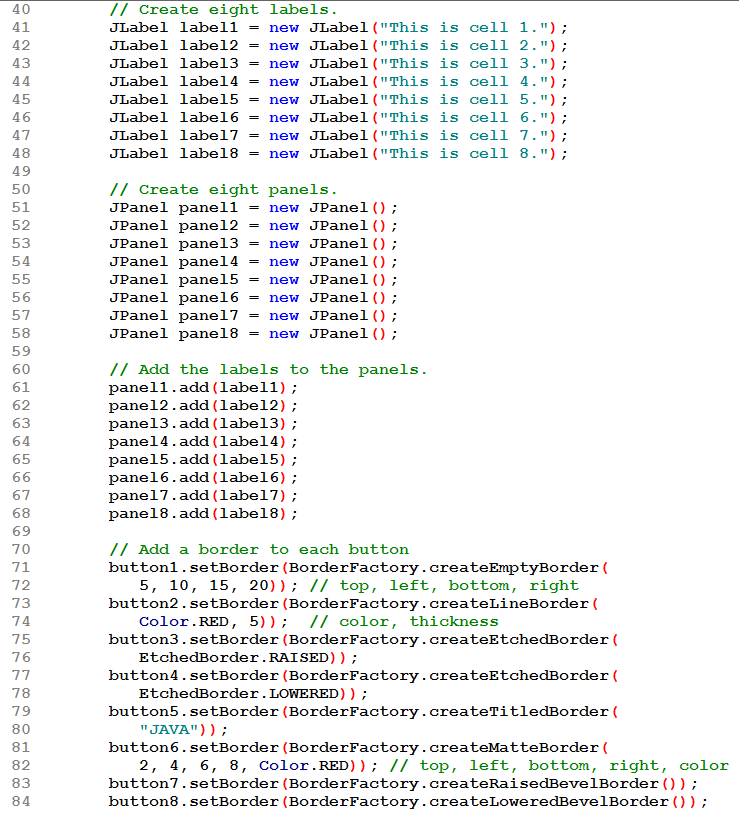 40        // Create eight labels.
41        JLabel label1 = new JLabel("This is cell 1.");
42        JLabel label2 = new JLabel("This is cell 2.");
43        JLabel label3 = new JLabel("This is cell 3.");
44        JLabel label4 = new JLabel("This is cell 4.");
45        JLabel label5 = new JLabel("This is cell 5.");
46        JLabel label6 = new JLabel("This is cell 6.");
47        JLabel label7 = new JLabel("This is cell 7.");
48        JLabel label8 = new JLabel("This is cell 8.");
49
50        // Create eight panels.
51        JPanel panel1 = new JPanel();
52        JPanel panel2 = new JPanel();
53        JPanel panel3 = new JPanel();
54        JPanel panel4 = new JPanel();
55        JPanel panel5 = new JPanel();
56        JPanel panel6 = new JPanel();
57        JPanel panel7 = new JPanel();
58        JPanel panel8 = new JPanel();
59
60        // Add the labels to the panels.
61        panel1.add(label1);
62        panel2.add(label2);
63        panel3.add(label3);
64        panel4.add(label4);
65        panel5.add(label5);
66        panel6.add(label6);
67        panel7.add(label7);
68        panel8.add(label8);
69
70        // Add a border to each button
71        button1.setBorder(BorderFactory.createEmptyBorder(
72           5, 10, 15, 20)); // top, left, bottom, right
73        button2.setBorder(BorderFactory.createLineBorder(
74           Color.RED, 5));  // color, thickness
75        button3.setBorder(BorderFactory.createEtchedBorder(
76           EtchedBorder.RAISED));
77        button4.setBorder(BorderFactory.createEtchedBorder(
78           EtchedBorder.LOWERED));
79        button5.setBorder(BorderFactory.createTitledBorder(
80           "JAVA"));
81        button6.setBorder(BorderFactory.createMatteBorder(
82           2, 4, 6, 8, Color.RED)); // top, left, bottom, right, color
83        button7.setBorder(BorderFactory.createRaisedBevelBorder());
84        button8.setBorder(BorderFactory.createLoweredBevelBorder());